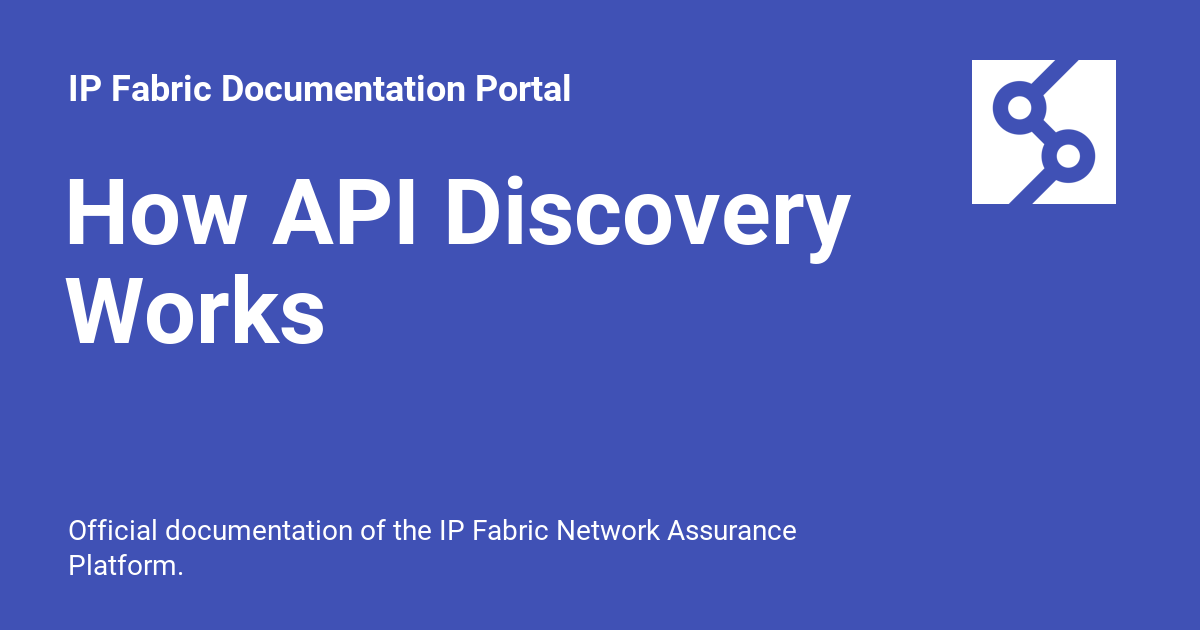 IP Fabric Documentation Portal
How API Discovery
Works
Official documentation of the IP Fabric Network Assurance
Platform.